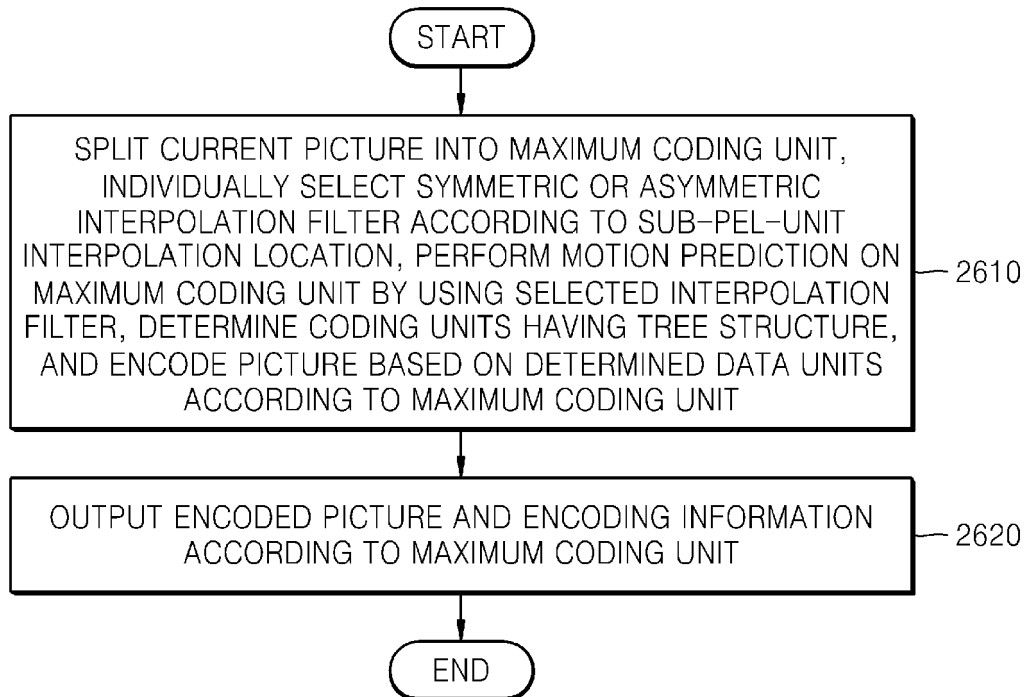 START
SPLIT CURRENT PICTURE INTO MAXIMUM CODING UNIT,
INDIVIDUALLY SELECT SYMMETRIC OR ASYMMETRIC
INTERPOLATION FILTER ACCORDING TO SUB-PEL-UNIT
INTERPOLATION LOCATION, PERFORM MOTION PREDICTION ON
MAXIMUM CODING UNIT BY USING SELECTED INTERPOLATION
FILTER, DETERMINE CODING UNITS HAVING TREE STRUCTURE,
AND ENCODE PICTURE BASED ON DETERMINED DATA UNITS
ACCORDING TO MAXIMUM CODING UNIT
2610
OUTPUT ENCODED PICTURE AND ENCODING INFORMATION
ACCORDING TO MAXIMUM CODING UNIT
2620
END